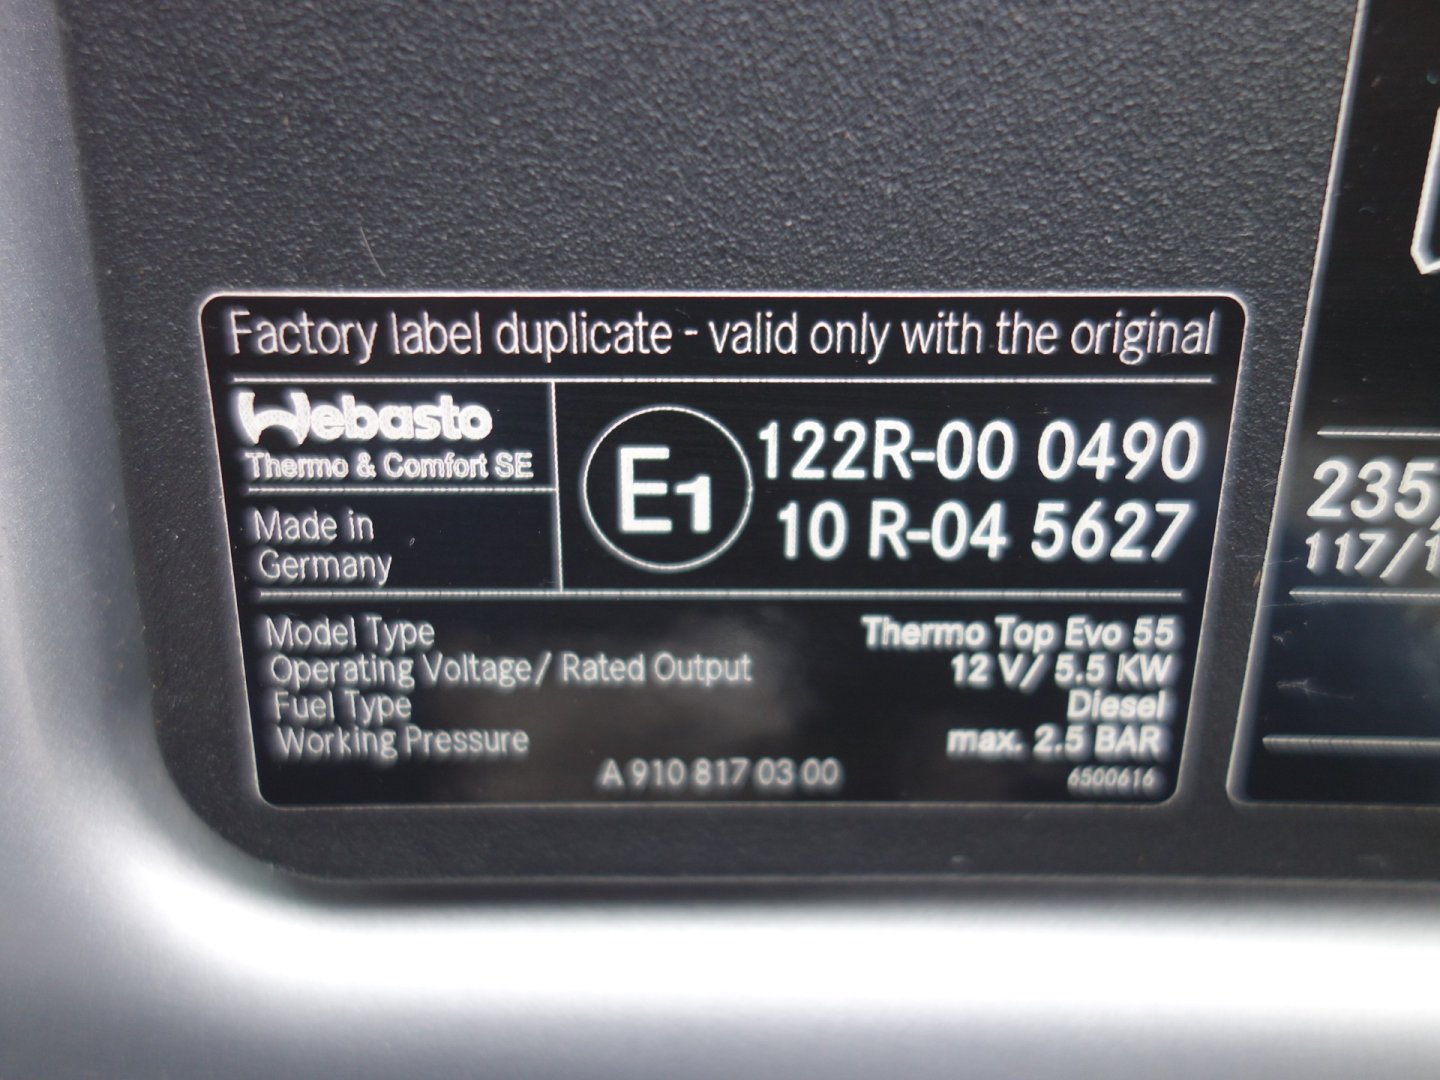 Factory label duplicate - valid only with the original
Webasto
Thermo & Comfort SE
Made in
Germany
E1
122R-00 0490
10 R-04 5627
Model Type Thermo Top Evo 55
Operating Voltage/ Rated Output 12 V/ 5.5 KW
Fuel Type Diesel
Working Pressure max. 2.5 BAR
A 910 817 03 00 6500616
235
117/1